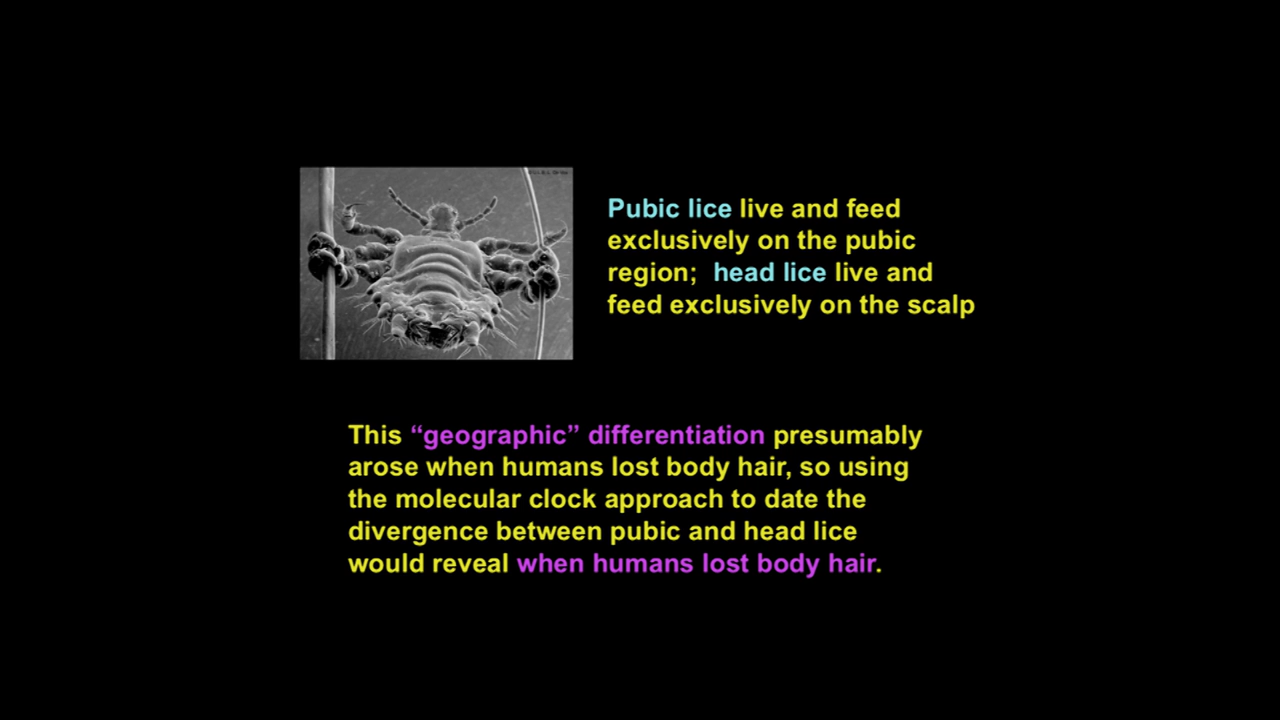 Pubic lice live and feed
exclusively on the pubic
region; head lice live and
feed exclusively on the scalp
This “geographic” differentiation presumably
arose when humans lost body hair, so using
the molecular clock approach to date the
divergence between pubic and head lice
would reveal when humans lost body hair.